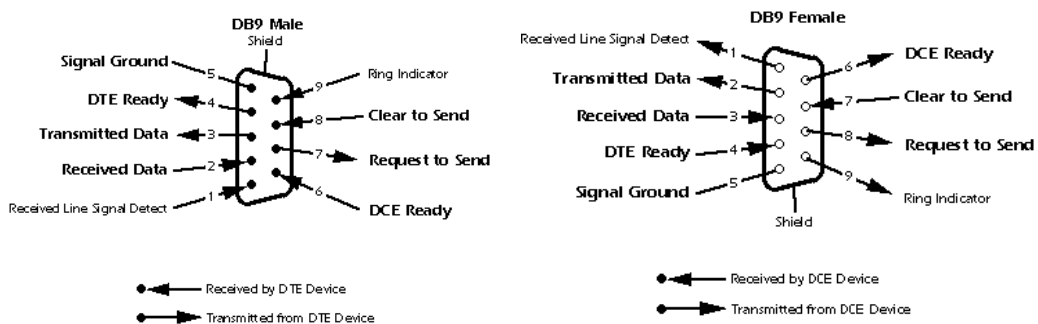 DB9 Male
Shield
Signal Ground
5
DTE Ready
4
Transmitted Data
3
Received Data
2
Received Line Signal Detect
1
9
Ring Indicator
8
Clear to Send
7
Request to Send
6
DCE Ready
Received by DTE Device
Transmitted from DTE Device
DB9 Female
Received Line Signal Detect
1
Transmitted Data
2
Received Data
3
DTE Ready
4
Signal Ground
5
6
DCE Ready
7
Clear to Send
8
Request to Send
9
Ring Indicator
Shield
Received by DCE Device
Transmitted from DCE Device